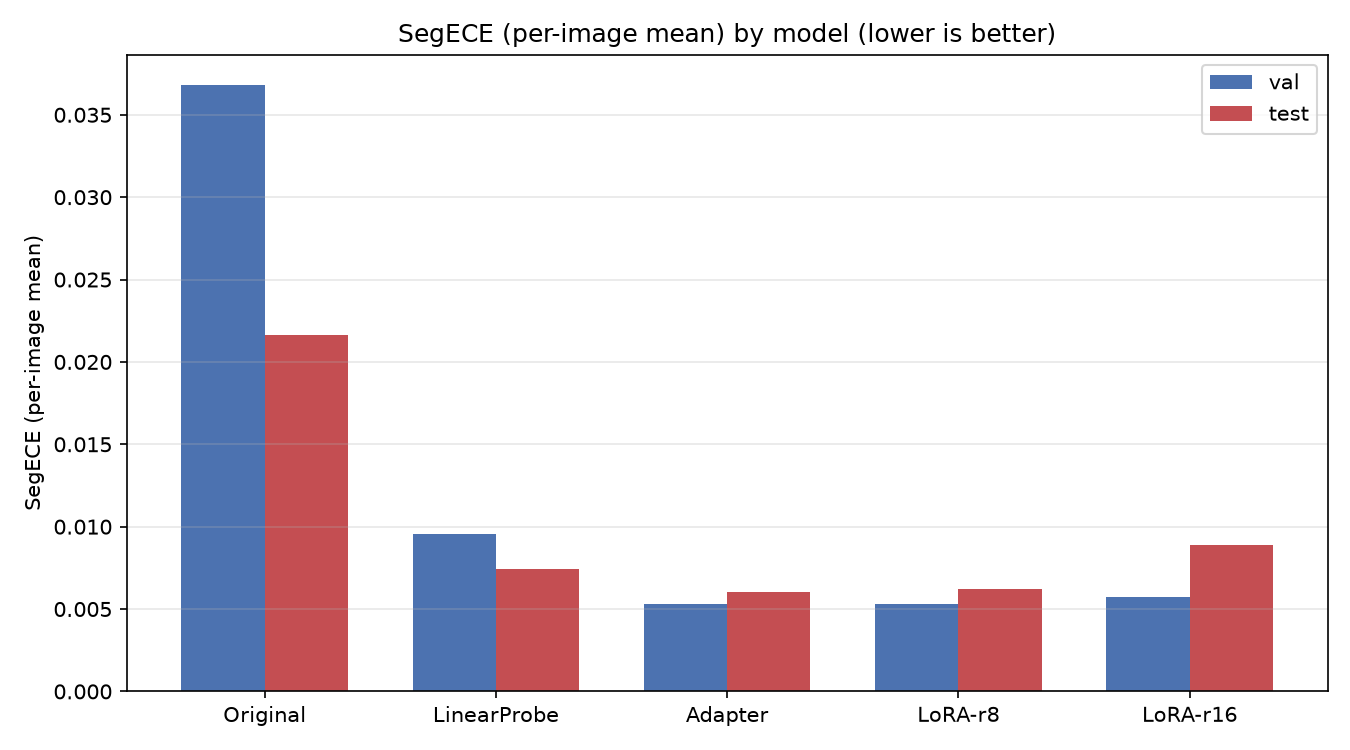 SegECE (per-image mean) by model (lower is better)
val
test
SegECE (per-image mean)
0.035
0.030
0.025
0.020
0.015
0.010
0.005
0.000
Original
LinearProbe
Adapter
LoRA-r8
LoRA-r16